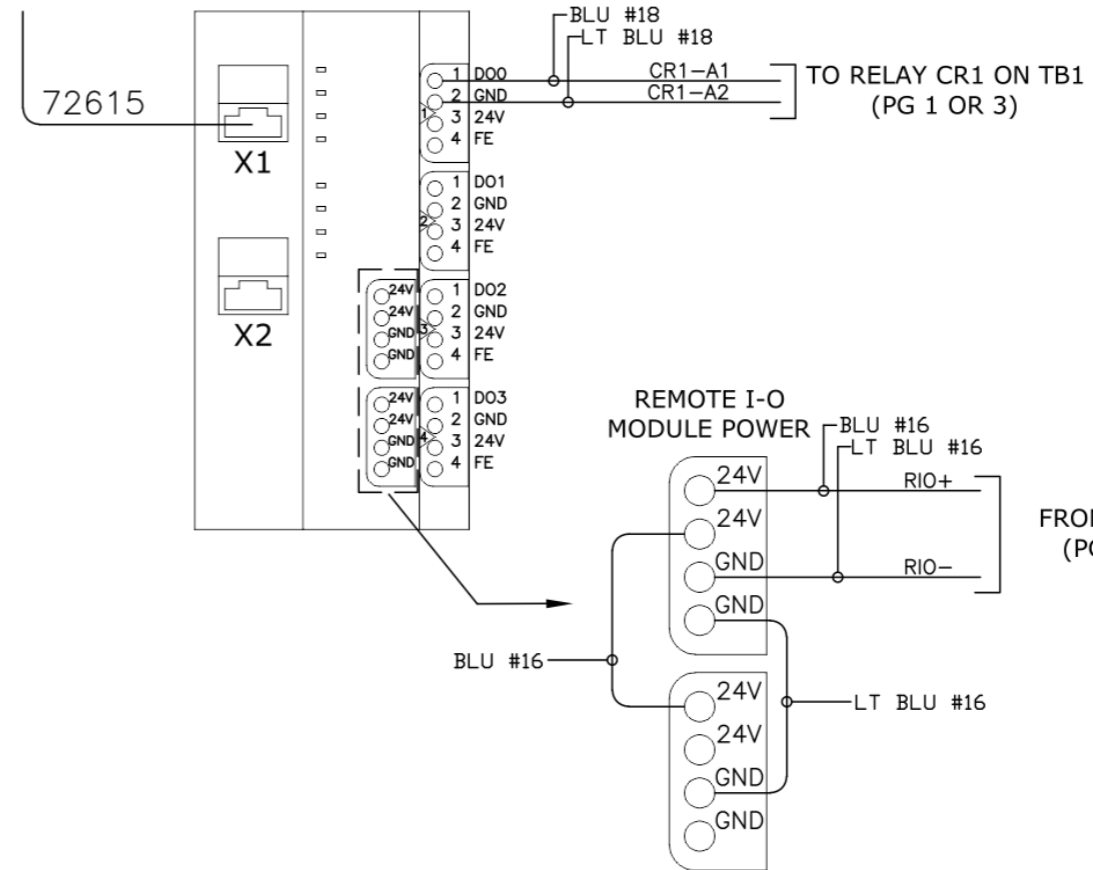 BLU #18
LT BLU #18
72615
X1
X2
1 DO0
2 GND
3 24V
4 FE
1
CR1-A1
CR1-A2
TO RELAY CR1 ON TB1
(PG 1 OR 3)
1 DO1
2 GND
3 24V
4 FE
2
24V
24V
GND
GND
1 DO2
2 GND
3 24V
4 FE
3
24V
24V
GND
GND
1 DO3
2 GND
3 24V
4 FE
4
REMOTE I-O
MODULE POWER
BLU #16
LT BLU #16
24V
24V
GND
GND
RIO+
RIO-
BLU #16
24V
24V
GND
GND
LT BLU #16